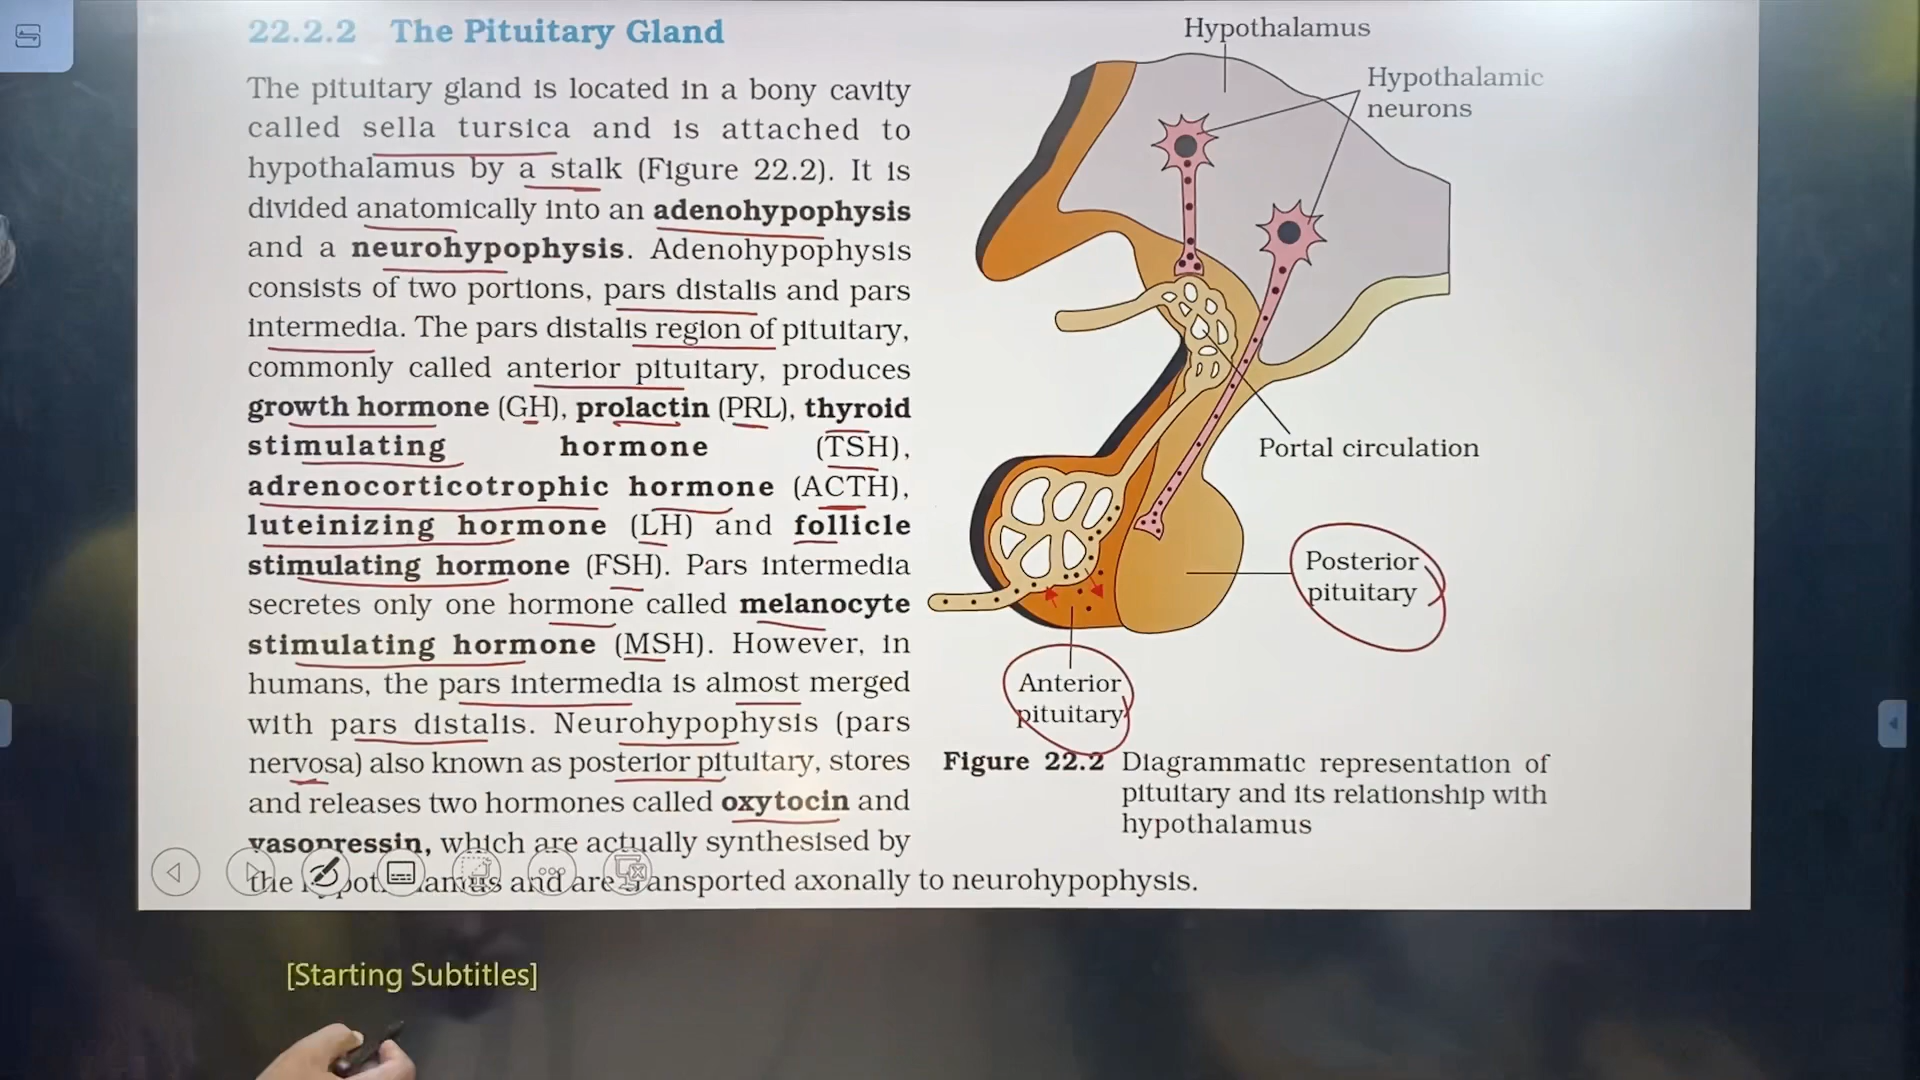 22.2.2 The Pituitary Gland
The pituitary gland is located in a bony cavity
called sella tursica and is attached to
hypothalamus by a stalk (Figure 22.2). It is
divided anatomically into an adenohypophysis
and a neurohypophysis. Adenohypophysis
consists of two portions, pars distalis and pars
intermedia. The pars distalis region of pituitary,
commonly called anterior pituitary, produces
growth hormone (GH), prolactin (PRL), thyroid
stimulating hormone (TSH),
adrenocorticotrophic hormone (ACTH),
luteinizing hormone (LH) and follicle
stimulating hormone (FSH). Pars intermedia
secretes only one hormone called melanocyte
stimulating hormone (MSH). However, in
humans, the pars intermedia is almost merged
with pars distalis. Neurohypophysis (pars
nervosa) also known as posterior pituitary, stores
and releases two hormones called oxytocin and
vasopressin, which are actually synthesised by
the and are transported axonally to neurohypophysis.
Hypothalamus
Hypothalamic
neurons
Portal circulation
Posterior
pituitary
Anterior
pituitary
Figure 22.2 Diagrammatic representation of
pituitary and its relationship with
hypothalamus
[Starting Subtitles]